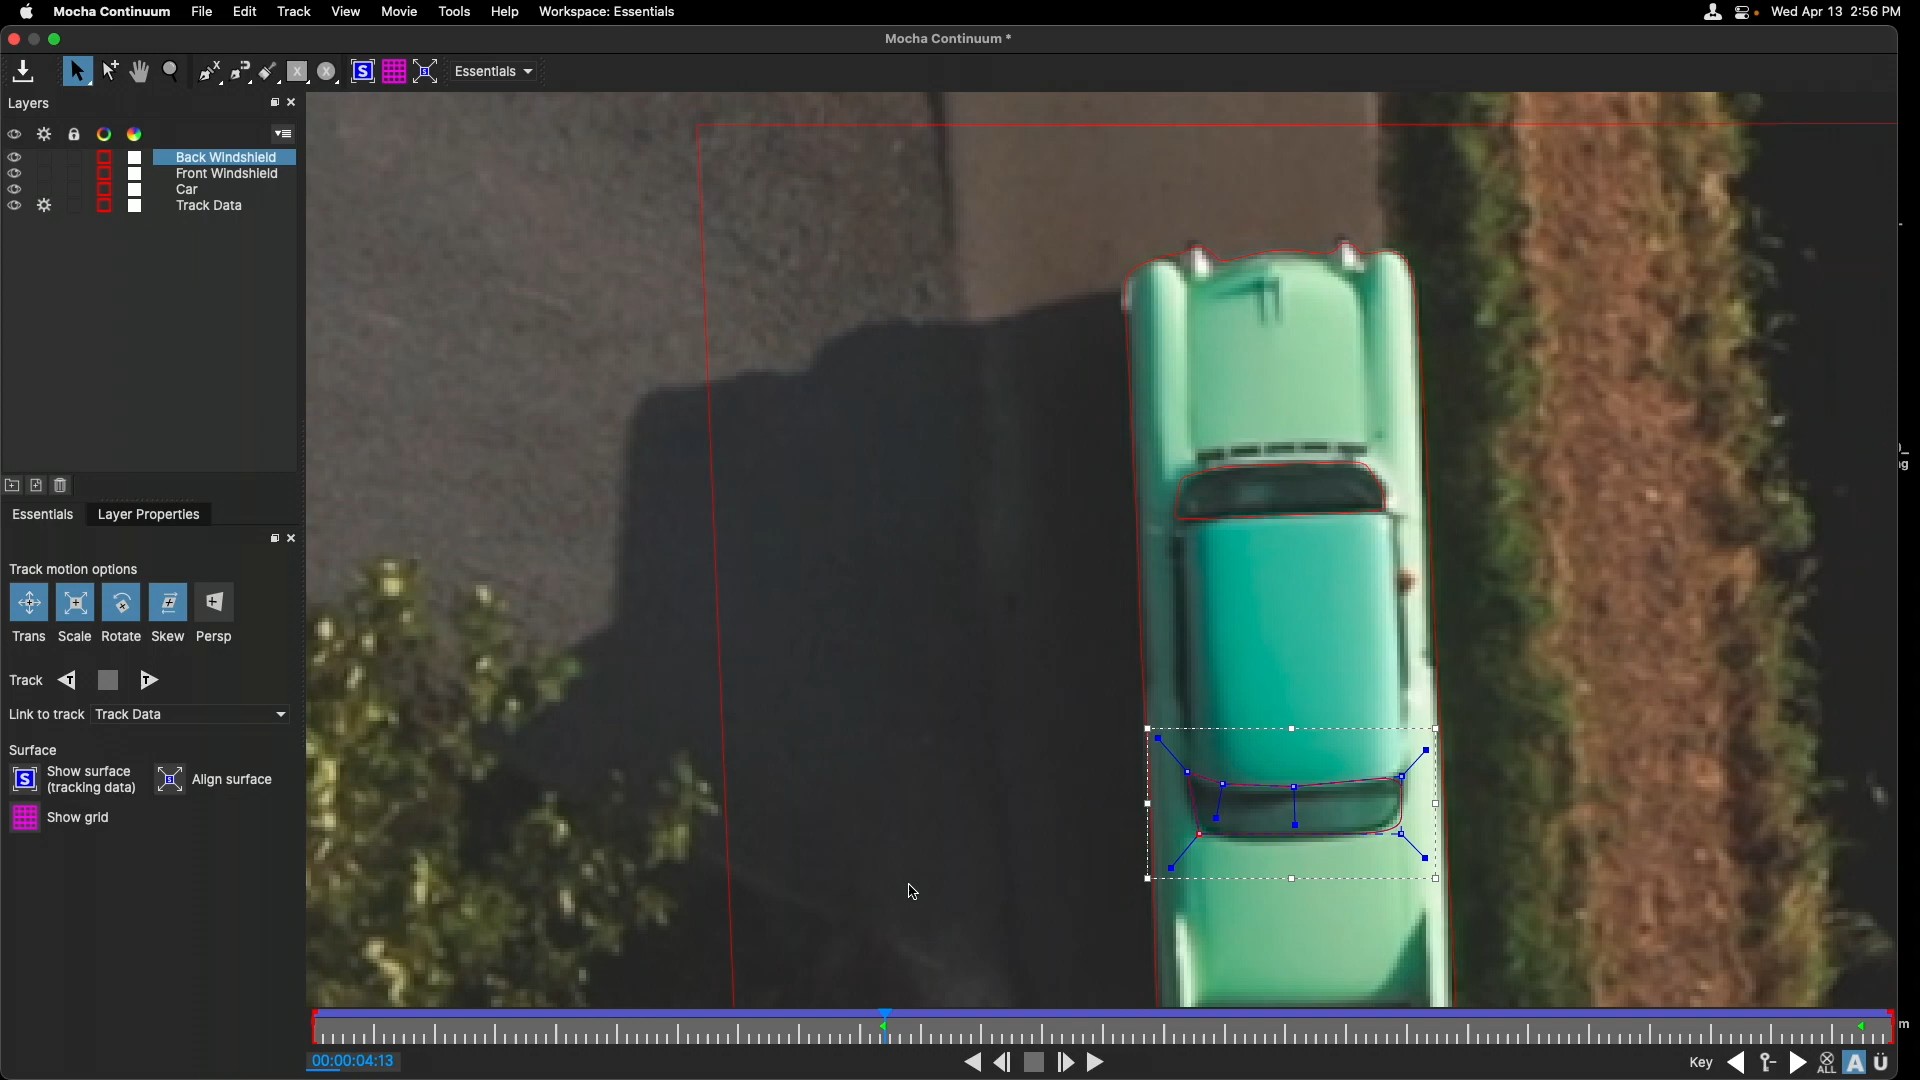 Mocha Continuum File Edit Track View Movie Tools Help Workspace: Essentials Wed Apr 13 2:56 PM
Mocha Continuum *
S S Essentials
Layers
Back Windshield
Front Windshield
Car
Track Data
Essentials Layer Properties
Track motion options
Trans Scale Rotate Skew Persp
Track T T
Link to track Track Data
Surface
S Show surface (tracking data) S Align surface
Show grid
00:00:04:13
Key ALL A Ü